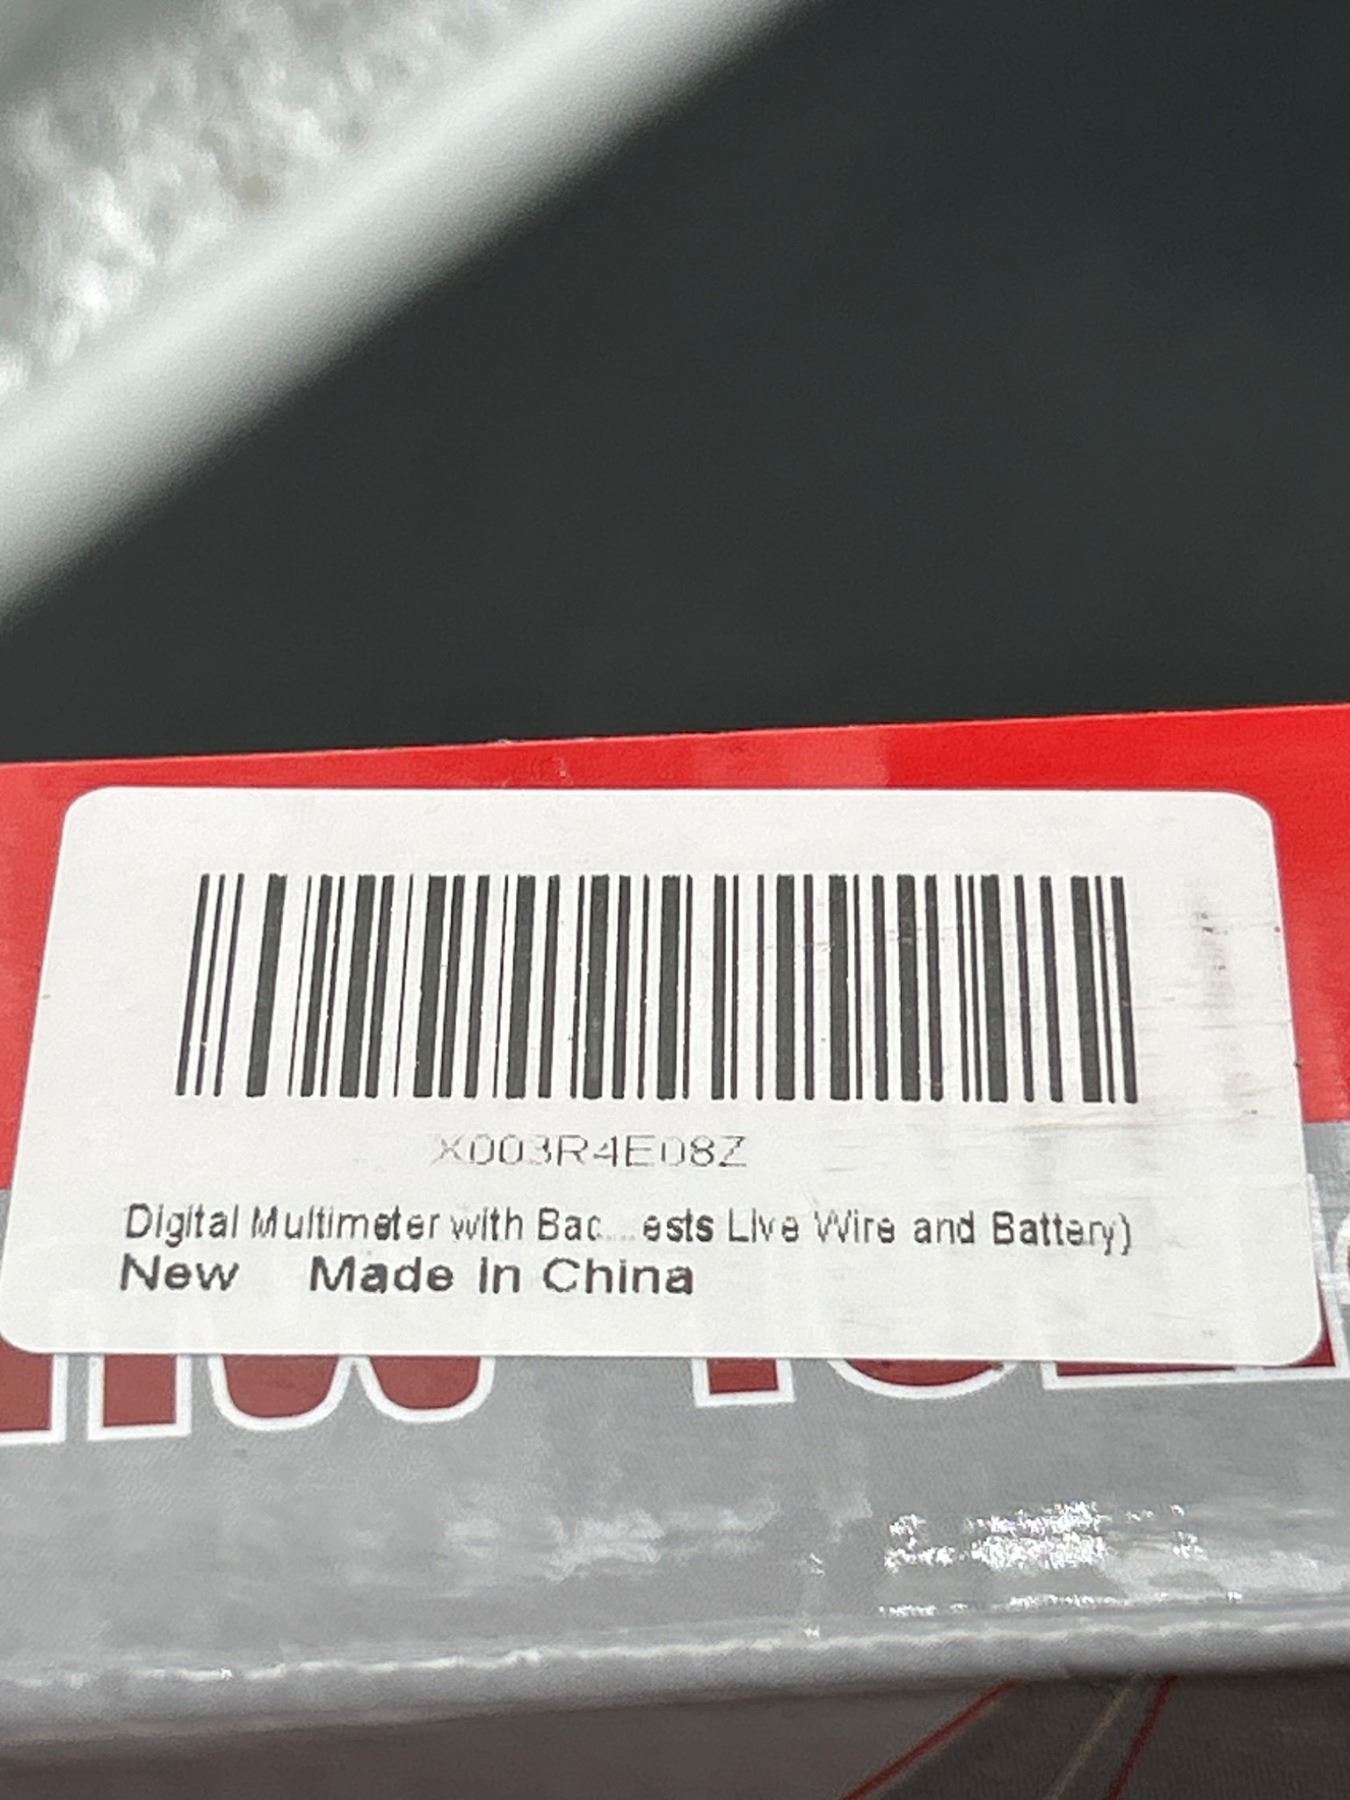 X003R4E08Z
Digital Multimeter with Bac....ests Live Wire and Battery)
New Made in China